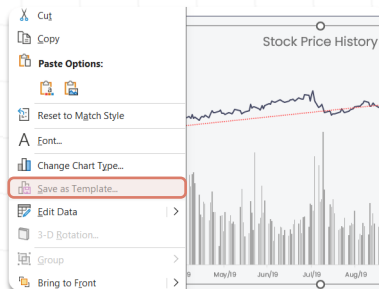 Cut
Copy
Paste Options:
Reset to Match Style
Font...
Change Chart Type...
Save as Template...
Edit Data
3-D Rotation...
Group
Bring to Front
Stock Price History
9 May/19 Jun/19 Jul/19 Aug/19